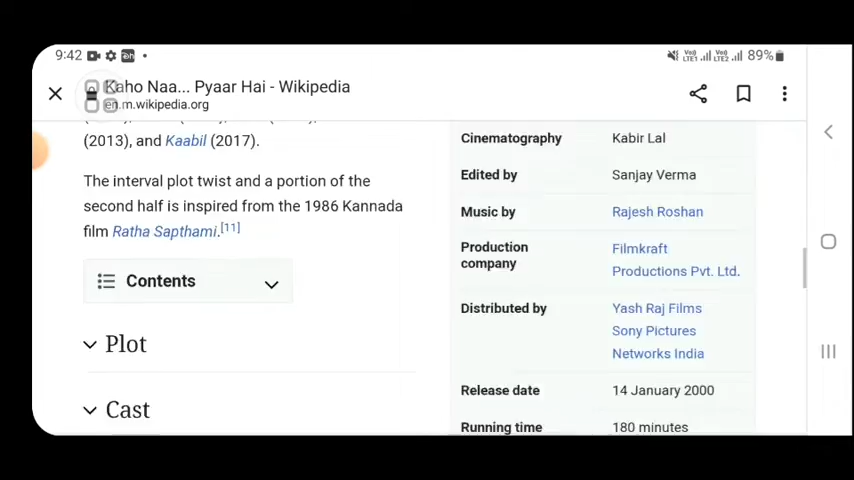 9:42
LTE1 LTE2 89%
Kaho Naa... Pyaar Hai - Wikipedia
en.m.wikipedia.org
(2013), and Kaabil (2017).
The interval plot twist and a portion of the
second half is inspired from the 1986 Kannada
film Ratha Sapthami.[11]
Contents
Plot
Cast
Cinematography Kabir Lal
Edited by Sanjay Verma
Music by Rajesh Roshan
Production Filmkraft
company Productions Pvt. Ltd.
Distributed by Yash Raj Films
Sony Pictures
Networks India
Release date 14 January 2000
Running time 180 minutes